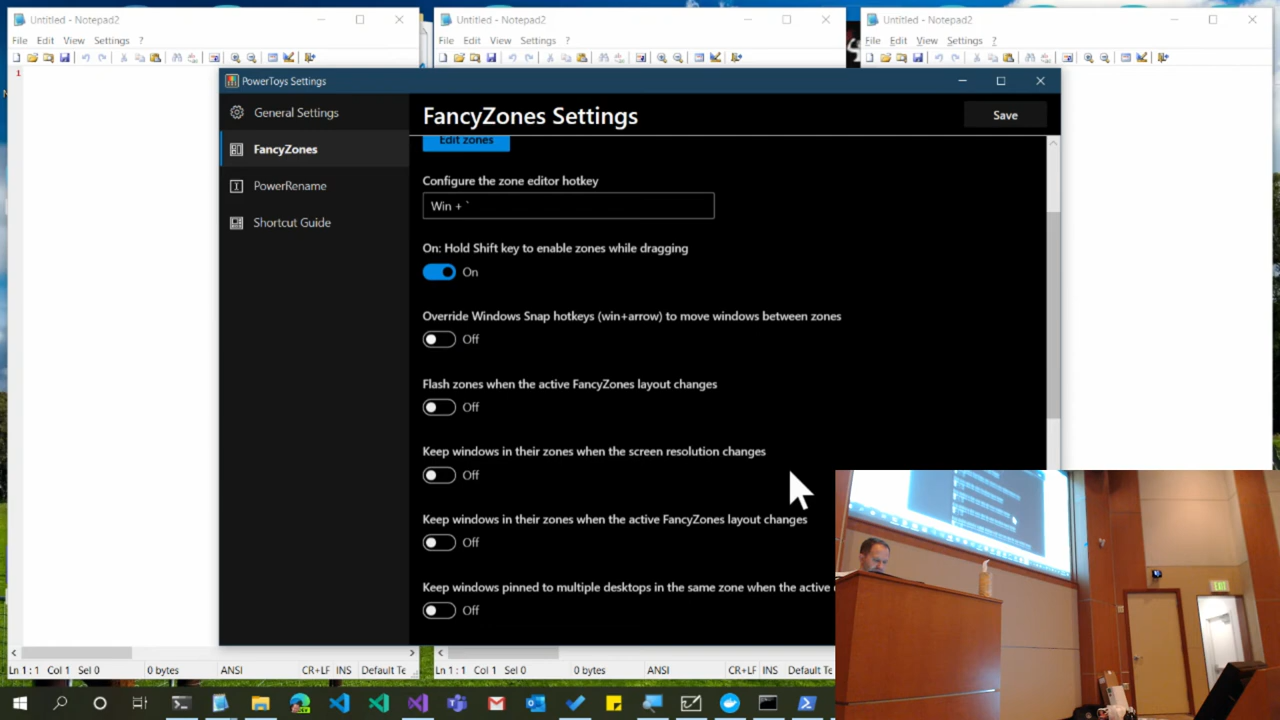 Untitled - Notepad2
Untitled - Notepad2
Untitled - Notepad2
File Edit View Settings ?
File Edit View Settings ?
File Edit View Settings ?
1
PowerToys Settings
General Settings
FancyZones
PowerRename
Shortcut Guide
FancyZones Settings
Save
Edit zones
Configure the zone editor hotkey
Win + `
On: Hold Shift key to enable zones while dragging
On
Override Windows Snap hotkeys (win+arrow) to move windows between zones
Off
Flash zones when the active FancyZones layout changes
Off
Keep windows in their zones when the screen resolution changes
Off
Keep windows in their zones when the active FancyZones layout changes
Off
Keep windows pinned to multiple desktops in the same zone when the active
Off
Ln 1 : 1 Col 1 Sel 0 0 bytes ANSI CR+LF INS Default Te
Ln 1 : 1 Col 1 Sel 0 0 bytes ANSI CR+LF INS Default Te